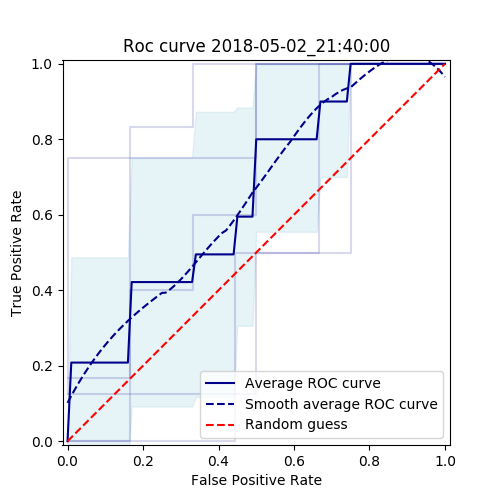 Roc curve 2018-05-02_21:40:00
1.0
0.8
0.6
0.4
0.2
0.0
True Positive Rate
0.0 0.2 0.4 0.6 0.8 1.0
False Positive Rate
Average ROC curve
Smooth average ROC curve
Random guess